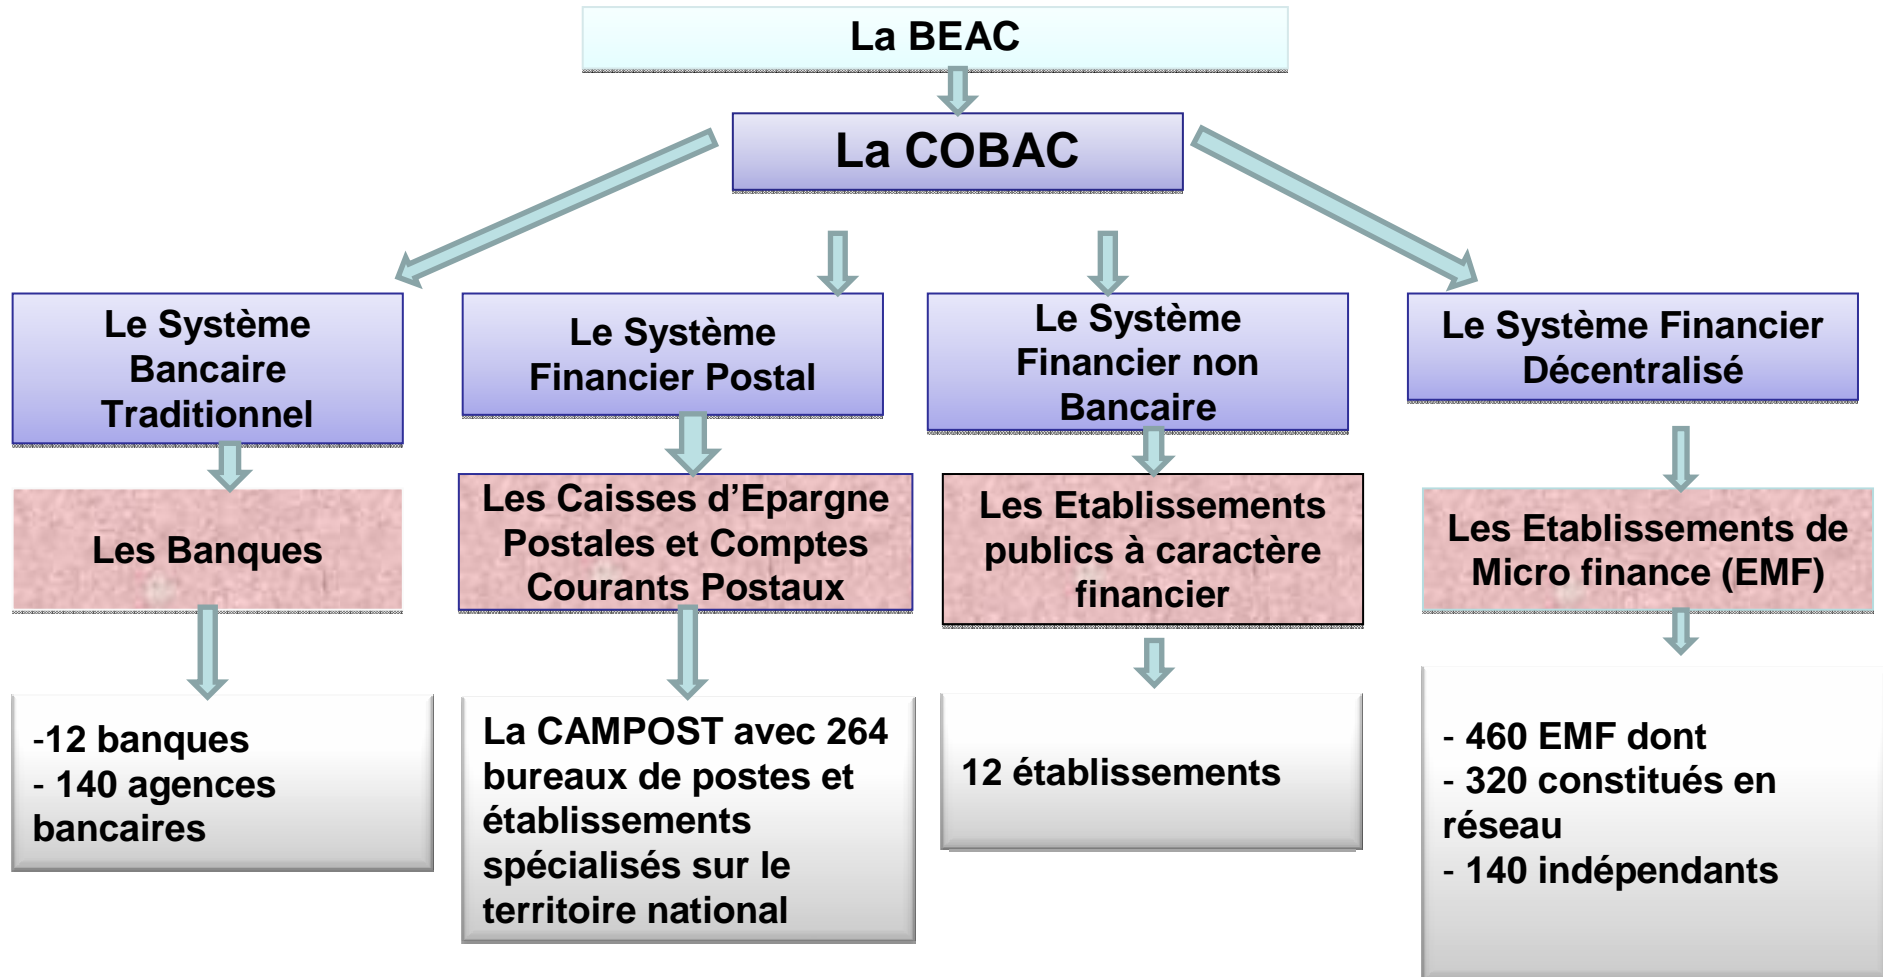 La BEAC
La COBAC
Le Système
Bancaire
Traditionnel
Le Système
Financier Postal
Le Système
Financier non
Bancaire
Le Système Financier
Décentralisé
Les Banques
Les Caisses d’Epargne
Postales et Comptes
Courants Postaux
Les Etablissements
publics à caractère
financier
Les Etablissements de
Micro finance (EMF)
-12 banques
- 140 agences
bancaires
La CAMPOST avec 264
bureaux de postes et
établissements
spécialisés sur le
territoire national
12 établissements
- 460 EMF dont
- 320 constitués en
réseau
- 140 indépendants